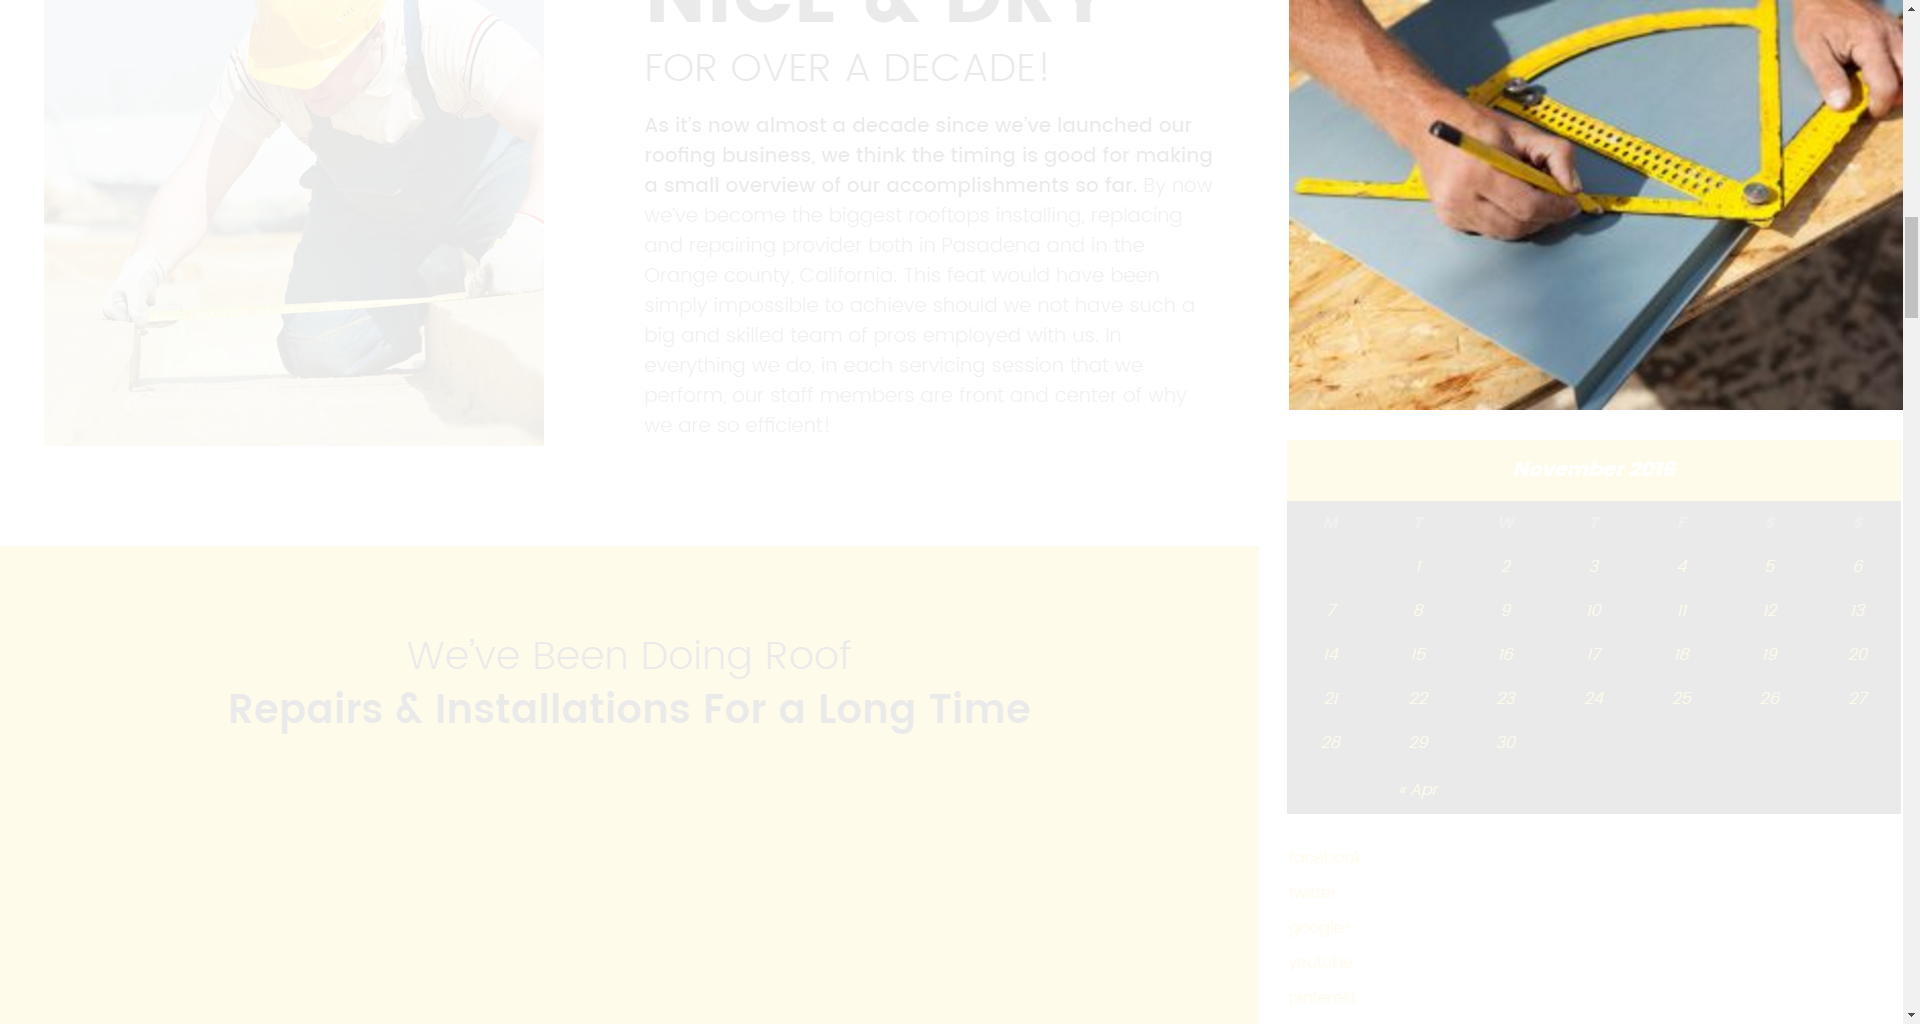 NICE & DRY
FOR OVER A DECADE!
As it's now almost a decade since we've launched our
roofing business, we think the timing is good for making
a small overview of our accomplishments so far. By now
we've become the biggest rooftops installing, replacing
and repairing provider both in Pasadena and in the
Orange county, California. This feat would have been
simply impossible to achieve should we not have such a
big and skilled team of pros employed with us. In
everything we do, in each servicing session that we
perform, our staff members are front and center of why
we are so efficient!
We've Been Doing Roof
Repairs & Installations For a Long Time
November 2016
M T W T F S S
1 2 3 4 5 6
7 8 9 10 11 12 13
14 15 16 17 18 19 20
21 22 23 24 25 26 27
28 29 30
« Apr
facebook
twitter
google+
youtube
pinterest